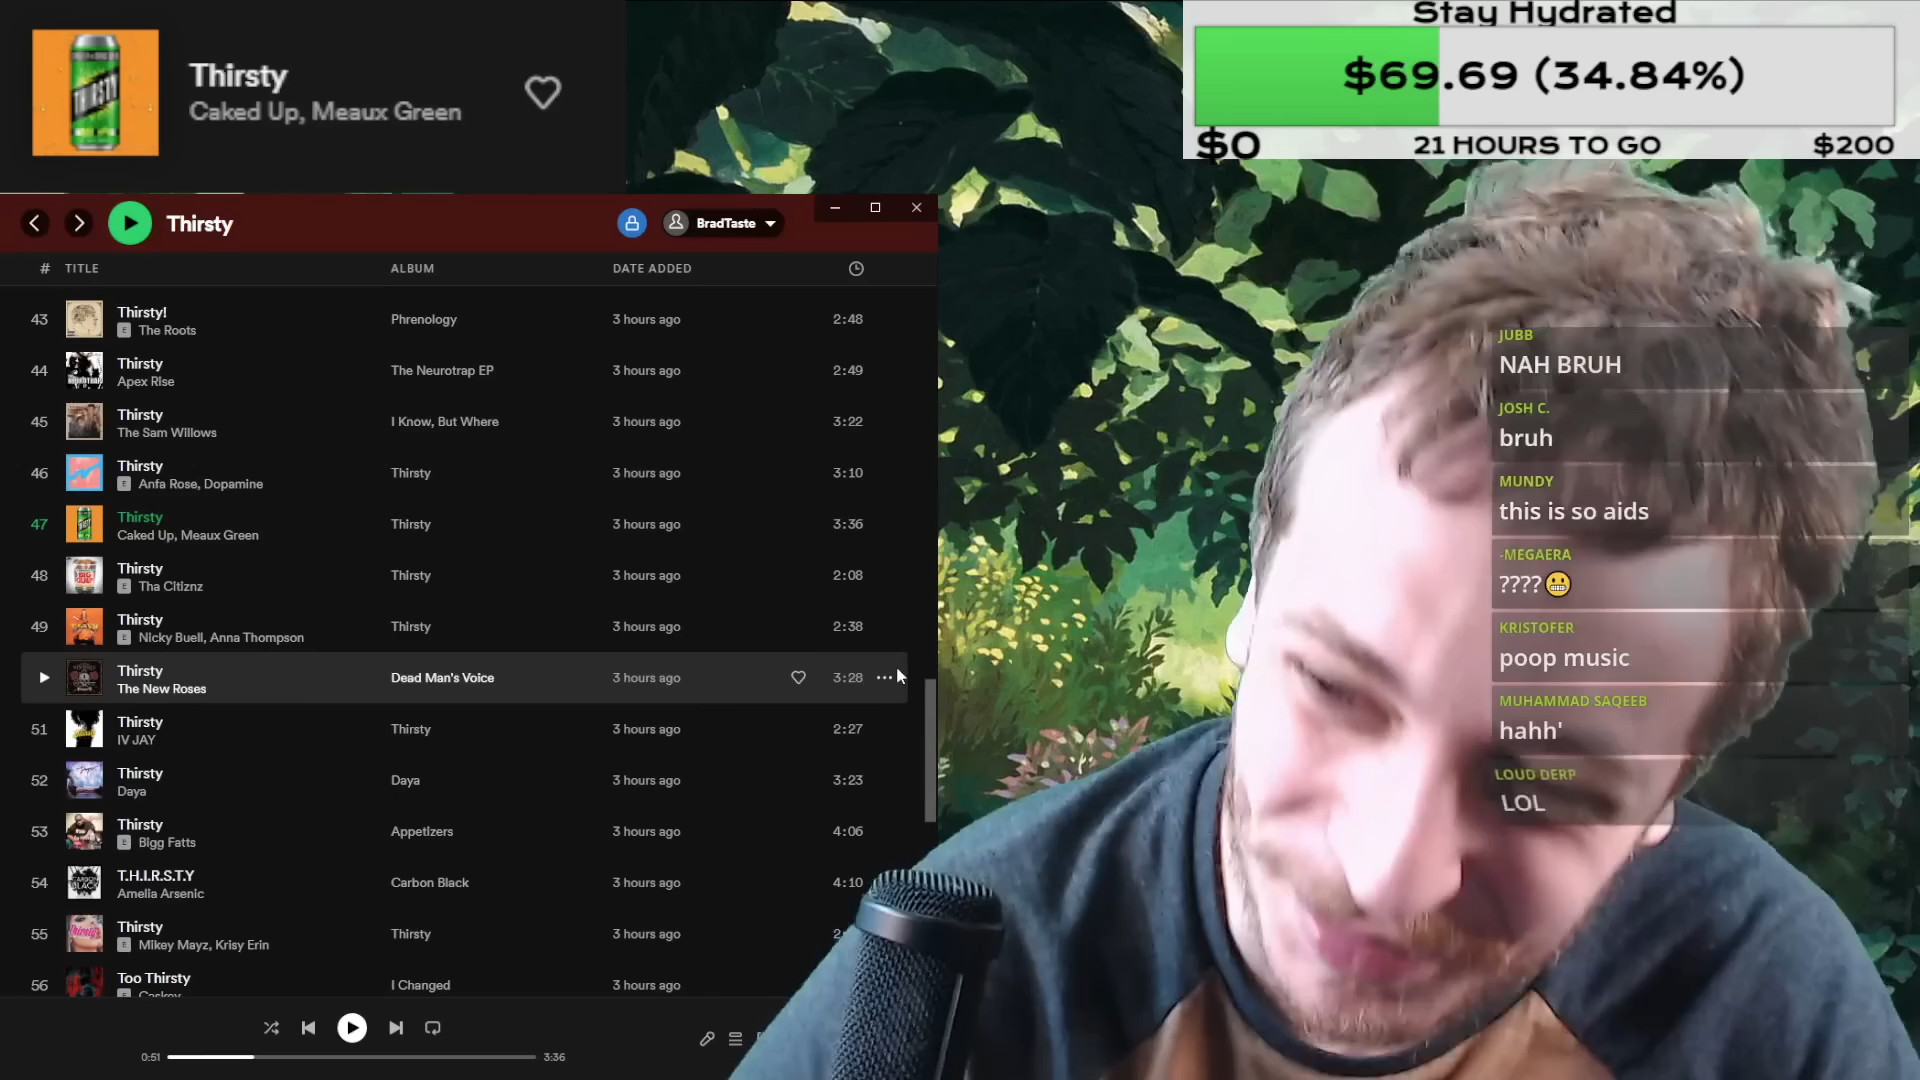 Thirsty
Caked Up, Meaux Green
THIRSTY
Stay Hydrated
$69.69 (34.84%)
$0
21 HOURS TO GO
$200
Thirsty
BradTaste
# TITLE ALBUM DATE ADDED
43 Thirsty! Phrenology 3 hours ago 2:48
E The Roots
44 Thirsty The Neurotrap EP 3 hours ago 2:49
Apex Rise
45 Thirsty I Know, But Where 3 hours ago 3:22
The Sam Willows
46 Thirsty Thirsty 3 hours ago 3:10
E Anfa Rose, Dopamine
47 Thirsty Thirsty 3 hours ago 3:36
Caked Up, Meaux Green
48 Thirsty Thirsty 3 hours ago 2:08
E Tha Citiznz
49 Thirsty Thirsty 3 hours ago 2:38
E Nicky Buell, Anna Thompson
Thirsty Dead Man's Voice 3 hours ago 3:28
The New Roses
51 Thirsty Thirsty 3 hours ago 2:27
IV JAY
52 Thirsty Daya 3 hours ago 3:23
Daya
53 Thirsty Appetizers 4:06
3 hours ago
E Bigg Fatts
54 T.H.I.R.S.T.Y Carbon Black 3 hours ago 4:10
Amelia Arsenic
55 Thirsty Thirsty 3 hours ago
E Mikey Mayz, Krisy Erin
56 Too Thirsty I Changed 3 hours ago
Caskey
0:51
3:36
JUBB
NAH BRUH
JOSH C.
bruh
MUNDY
this is so aids
-MEGAERA
????😬
KRISTOFER
poop music
MUHAMMAD SAQEEB
hahh'
LOUD DERP
LOL